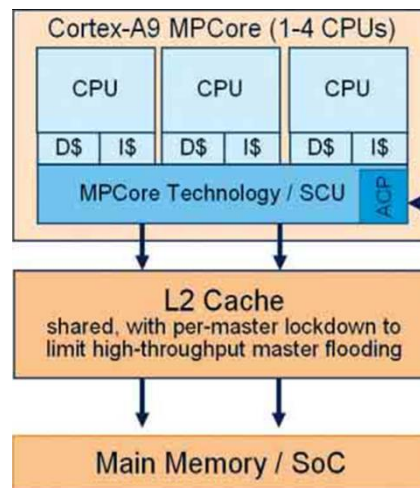 Cortex-A9 MPCore (1-4 CPUs)
CPU CPU CPU
D$ I$ D$ I$ D$ I$
MPCore Technology / SCU ACP
L2 Cache
shared, with per-master lockdown to
limit high-throughput master flooding
Main Memory / SoC